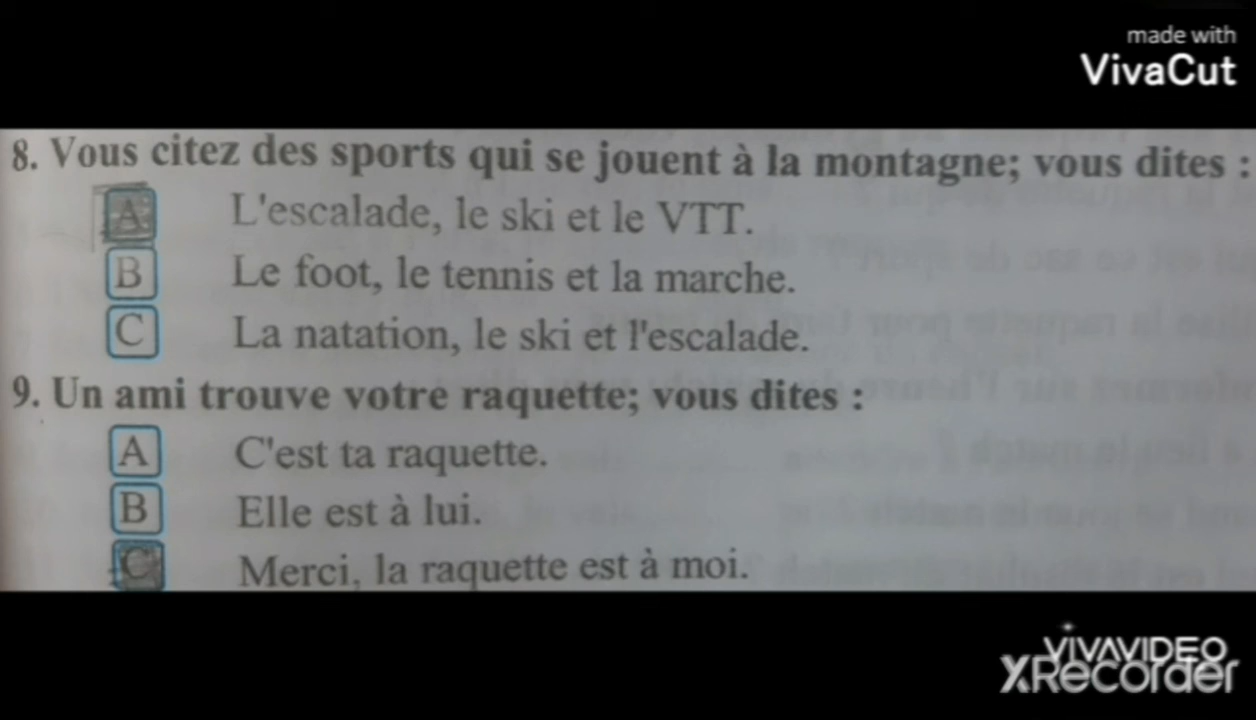 made with
VivaCut
8. Vous citez des sports qui se jouent à la montagne; vous dites :
A L'escalade, le ski et le VTT.
B Le foot, le tennis et la marche.
C La natation, le ski et l'escalade.
9. Un ami trouve votre raquette; vous dites :
A C'est ta raquette.
B Elle est à lui.
C Merci, la raquette est à moi.
VIVAVIDEO
XRecorder